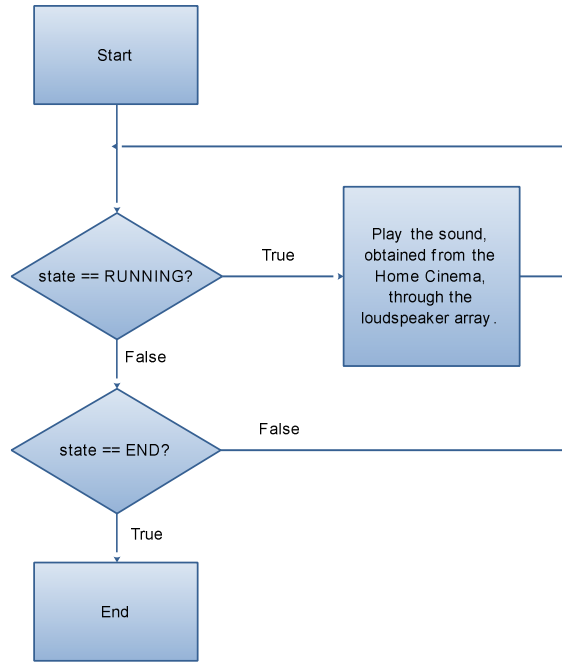 Start
state == RUNNING?
True
Play the sound,
obtained from the
Home Cinema,
through the
loudspeaker array.
False
state == END?
False
True
End